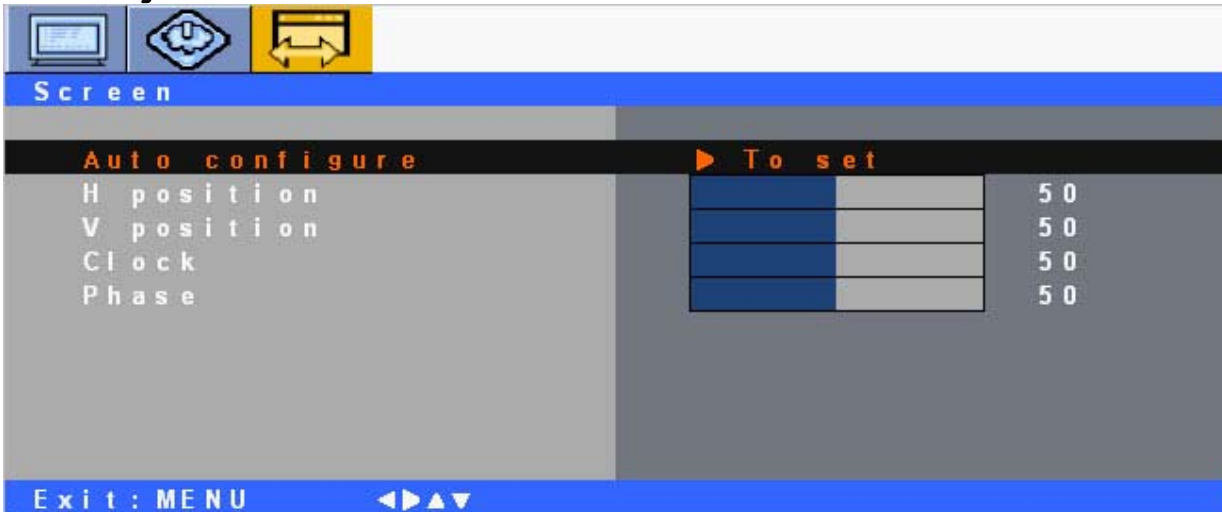 Screen
Auto configure ▶ To set
H position 50
V position 50
Clock 50
Phase 50
Exit: MENU ◀▶▲▼